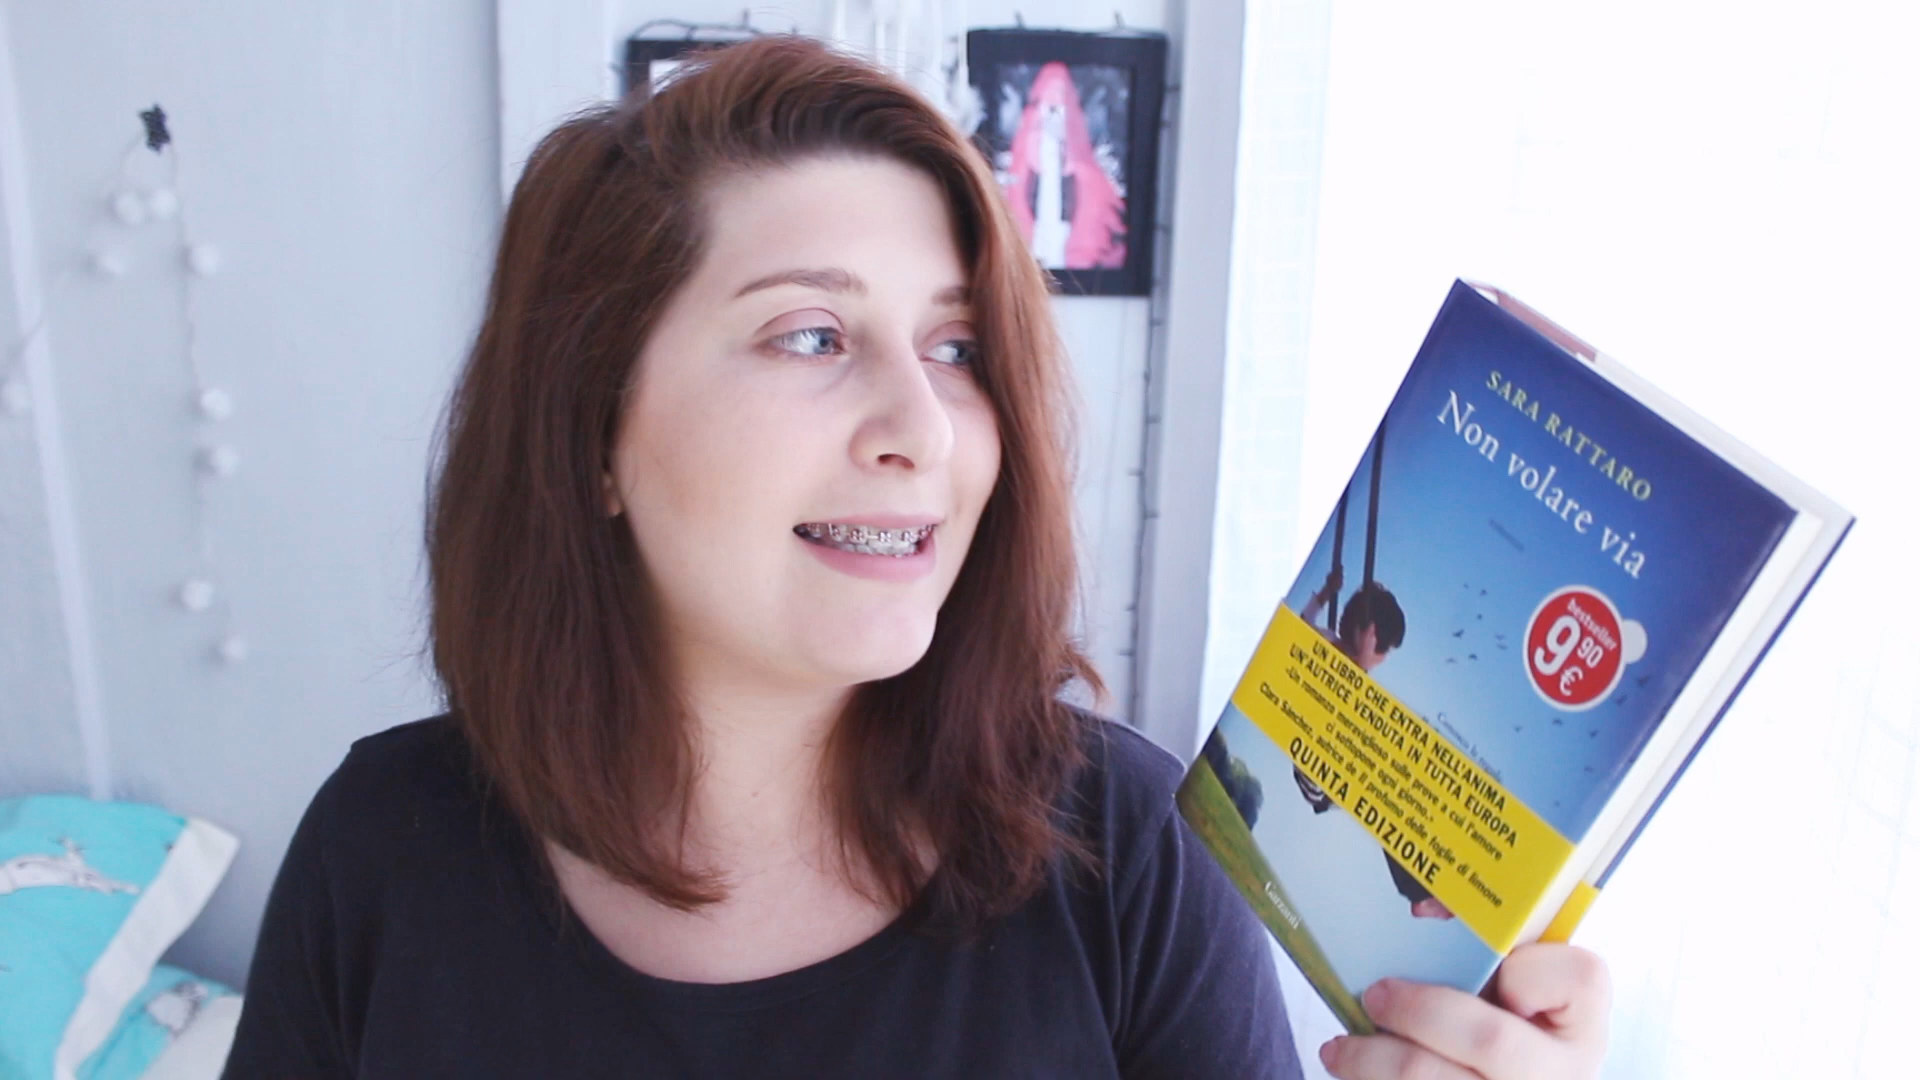 SARA RATTARO
Non volare via
bestseller
9,90
€
UN LIBRO CHE ENTRA NELL'ANIMA
UN'AUTRICE VENDUTA IN TUTTA EUROPA
«Un romanzo meraviglioso sulle prove a cui l'amore
ci sottopone ogni giorno.»
Clara Sánchez, autrice de Il profumo delle foglie di limone
QUINTA EDIZIONE
Garzanti